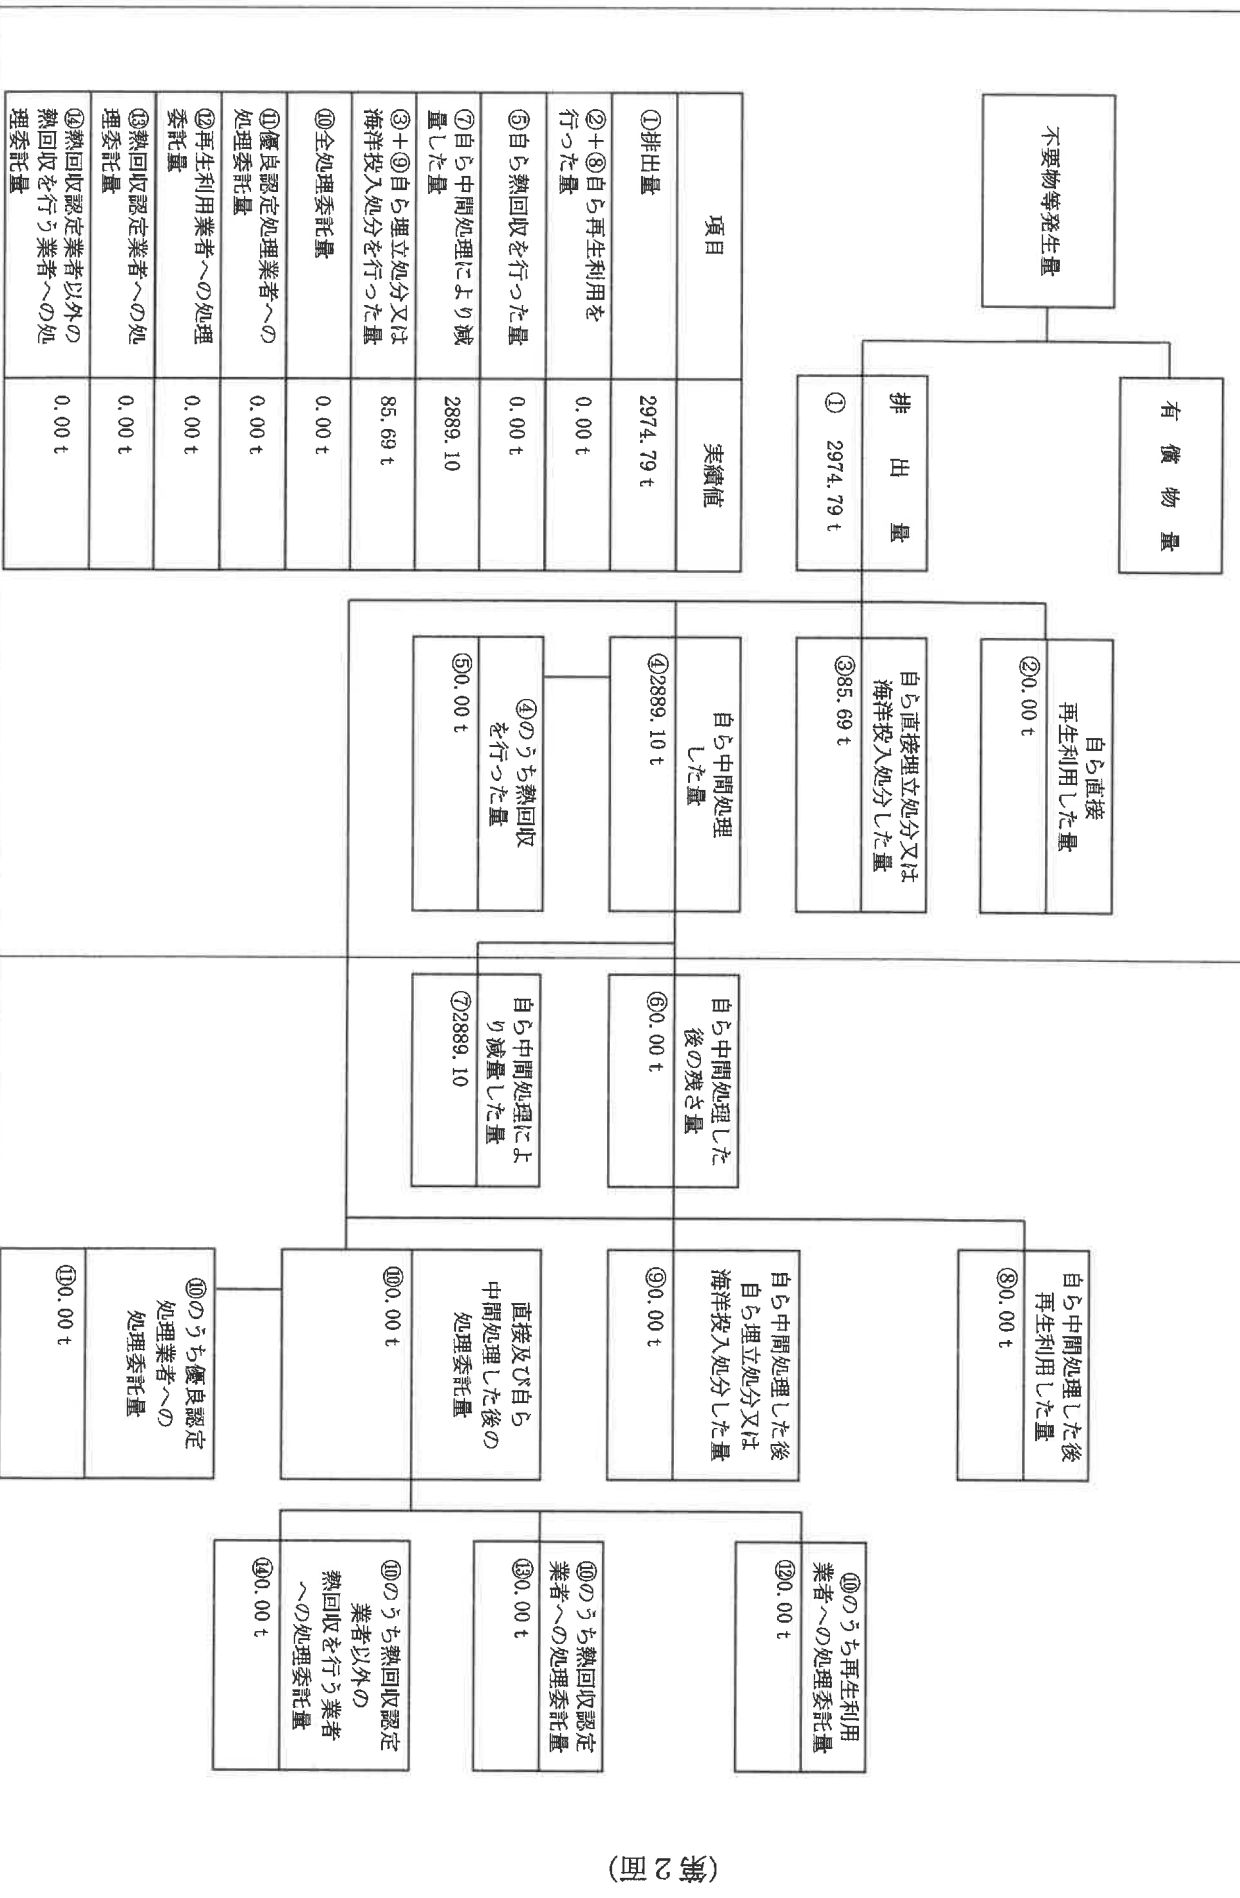 (第２面)
不要物等発生量
有 償 物 量
排 出 量
① 2974.79 t
自ら直接
再生利用した量
②0.00 t
自ら直接埋立処分又は
海洋投入処分した量
③85.69 t
自ら中間処理
した量
④2889.10 t
④のうち熱回収
を行った量
⑤0.00 t
自ら中間処理した
後の残さ量
⑥0.00 t
自ら中間処理によ
り減量した量
⑦2889.10
自ら中間処理した後
再生利用した量
⑧0.00 t
自ら中間処理した後
自ら埋立処分又は
海洋投入処分した量
⑨0.00 t
直接及び自ら
中間処理した後の
処理委託量
⑩0.00 t
⑩のうち優良認定
処理業者への
処理委託量
⑪0.00 t
⑩のうち再生利用
業者への処理委託量
⑫0.00 t
⑩のうち熱回収認定
業者への処理委託量
⑬0.00 t
⑩のうち熱回収認定
業者以外の
熱回収を行う業者
への処理委託量
⑭0.00 t
項目 実績値
①排出量 2974.79 t
②＋⑧自ら再生利用を
行った量 0.00 t
⑤自ら熱回収を行った量 0.00 t
⑦自ら中間処理により減
量した量 2889.10
③＋⑨自ら埋立処分又は
海洋投入処分を行った量 85.69 t
⑩全処理委託量 0.00 t
⑪優良認定処理業者への
処理委託量 0.00 t
⑫再生利用業者への処理
委託量 0.00 t
⑬熱回収認定業者への処
理委託量 0.00 t
⑭熱回収認定業者以外の
熱回収を行う業者への処
理委託量 0.00 t